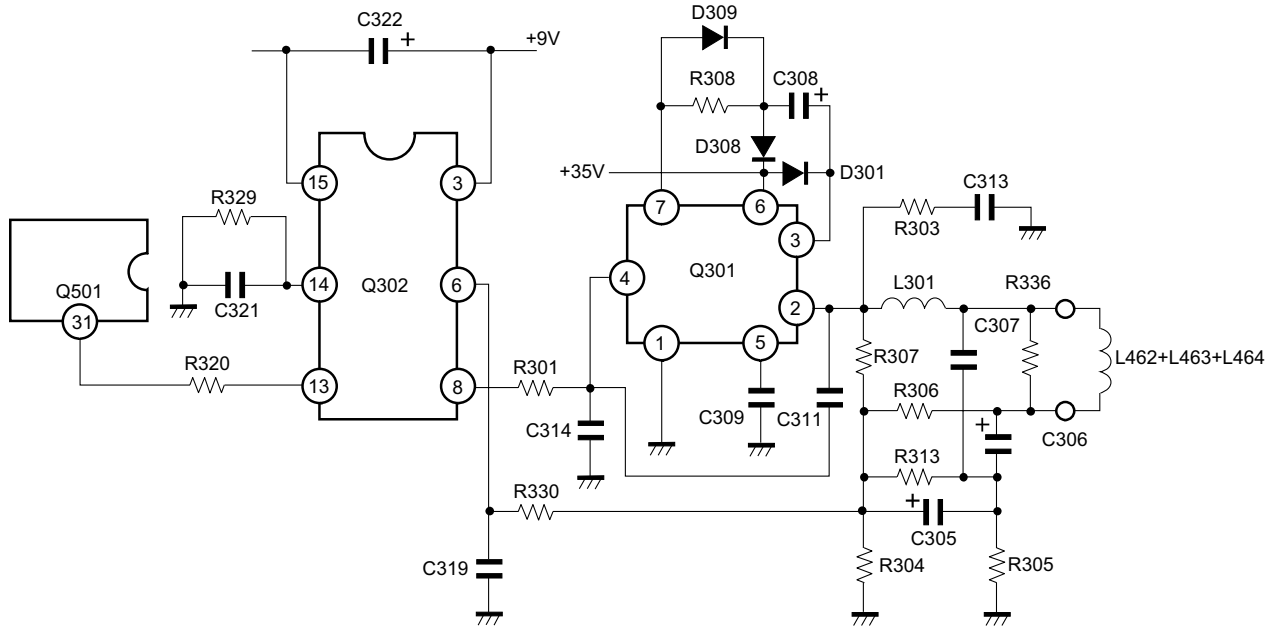 D309
C322
+
+9V
R308
C308
+
D308
+35V
D301
15
3
R329
C313
7
6
R303
3
Q501
14
Q302
6
4
Q301
L301
R336
C321
2
C307
31
1
5
R307
L462+L463+L464
R320
R301
13
8
R306
C309
C311
+
C314
C306
R313
R330
+
C305
C319
R304
R305